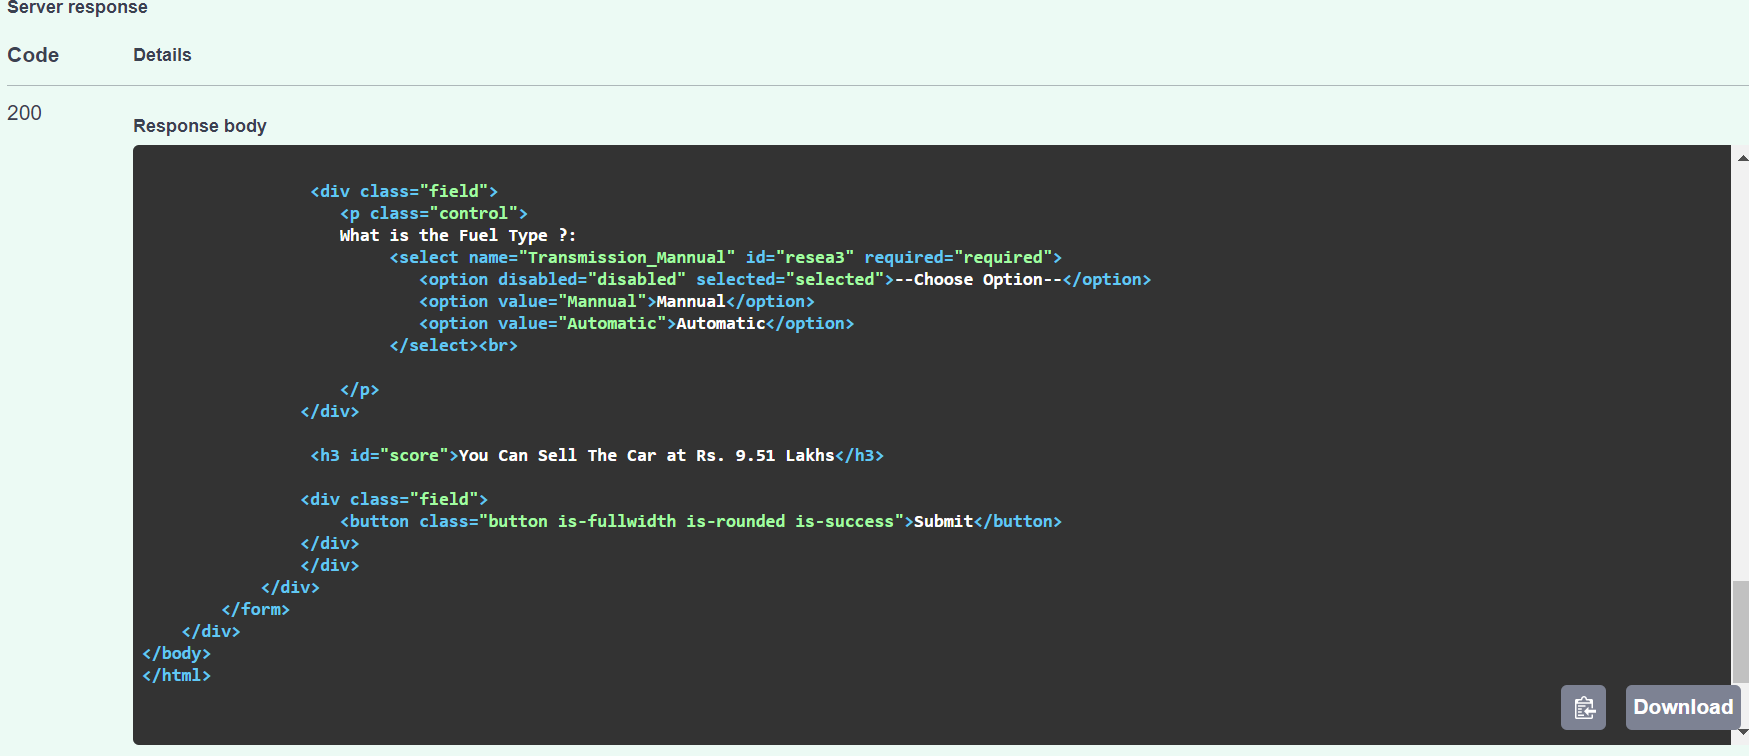 Server response
Code Details
200
Response body
<div class="field">
<p class="control">
What is the Fuel Type ?:
<select name="Transmission_Mannual" id="resea3" required="required">
<option disabled="disabled" selected="selected">--Choose Option--</option>
<option value="Mannual">Mannual</option>
<option value="Automatic">Automatic</option>
</select><br>
</p>
</div>
<h3 id="score">You Can Sell The Car at Rs. 9.51 Lakhs</h3>
<div class="field">
<button class="button is-fullwidth is-rounded is-success">Submit</button>
</div>
</div>
</div>
</form>
</div>
</body>
</html>
Download